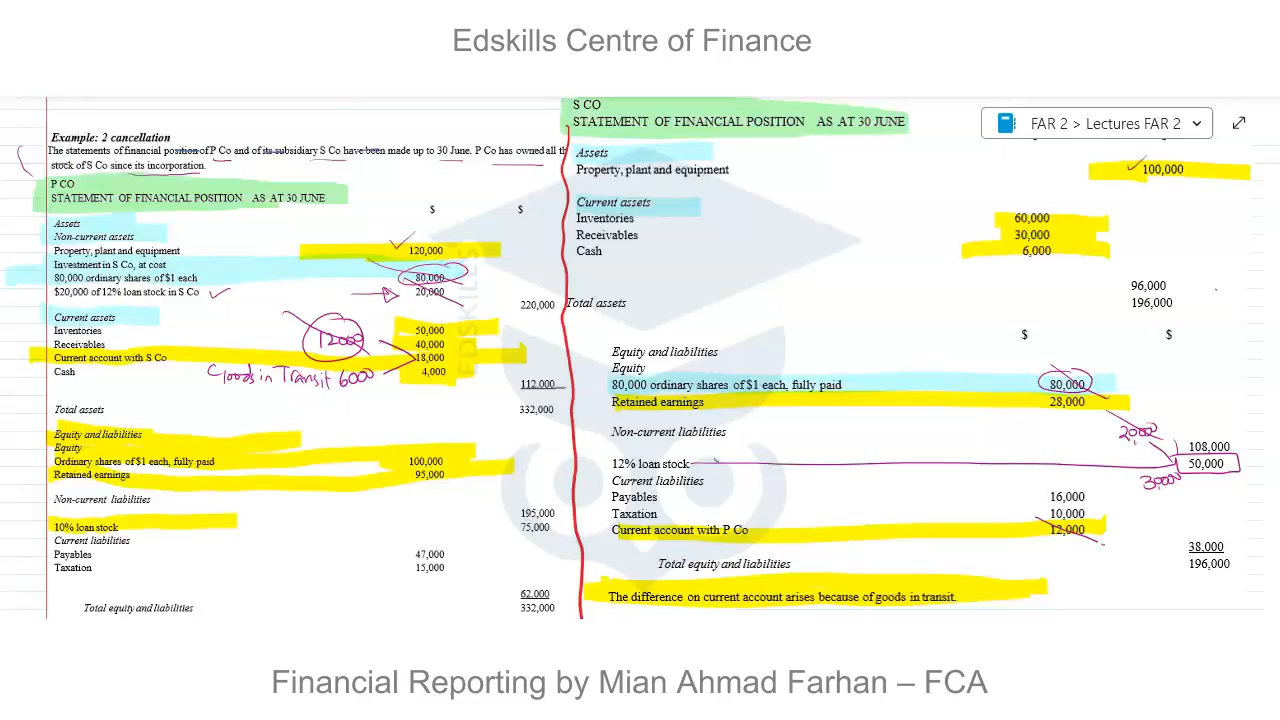 Edskills Centre of Finance
Example: 2 cancellation
The statements of financial position of P Co and of its subsidiary S Co have been made up to 30 June. P Co has owned all th
stock of S Co since its incorporation.
P CO
STATEMENT OF FINANCIAL POSITION AS AT 30 JUNE
$ $
Assets
Non-current assets
Property, plant and equipment 120,000
Investment in S Co, at cost
80,000 ordinary shares of $1 each 80,000
$20,000 of 12% loan stock in S Co 20,000
220,000
Current assets
Inventories 50,000
Receivables 40,000
12000
Current account with S Co 18,000
Goods in Transit 6000
Cash 4,000
112,000
Total assets 332,000
Equity and liabilities
Equity
Ordinary shares of $1 each, fully paid 100,000
Retained earnings 95,000
Non-current liabilities
195,000
10% loan stock 75,000
Current liabilities
Payables 47,000
Taxation 15,000
62,000
Total equity and liabilities 332,000
S CO
STATEMENT OF FINANCIAL POSITION AS AT 30 JUNE
FAR 2 > Lectures FAR 2
Assets
Property, plant and equipment 100,000
Current assets
Inventories 60,000
Receivables 30,000
Cash 6,000
96,000
Total assets 196,000
$ $
Equity and liabilities
Equity
80,000 ordinary shares of $1 each, fully paid 80,000
Retained earnings 28,000
Non-current liabilities
108,000
12% loan stock 50,000
Current liabilities
Payables 16,000
Taxation 10,000
Current account with P Co 12,000
38,000
Total equity and liabilities 196,000
The difference on current account arises because of goods in transit.
EDSKILLS
Financial Reporting by Mian Ahmad Farhan – FCA